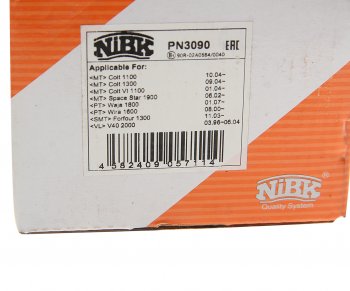 NiBK PN3090 EAC
90R-02A0584/0040
Applicable For:
<MT> Colt 1100 10.04~
<MT> Colt 1300 09.04~
<MT> Colt VI 1100 01.04~
<MT> Space Star 1900 06.02~
<PT> Waja 1800 01.07~
<PT> Wira 1600 08.00~
<SMT> Forfour 1300 11.03~
<VL> V40 2000 03.96~06.04
4 582409 057114
NiBK
Quality System